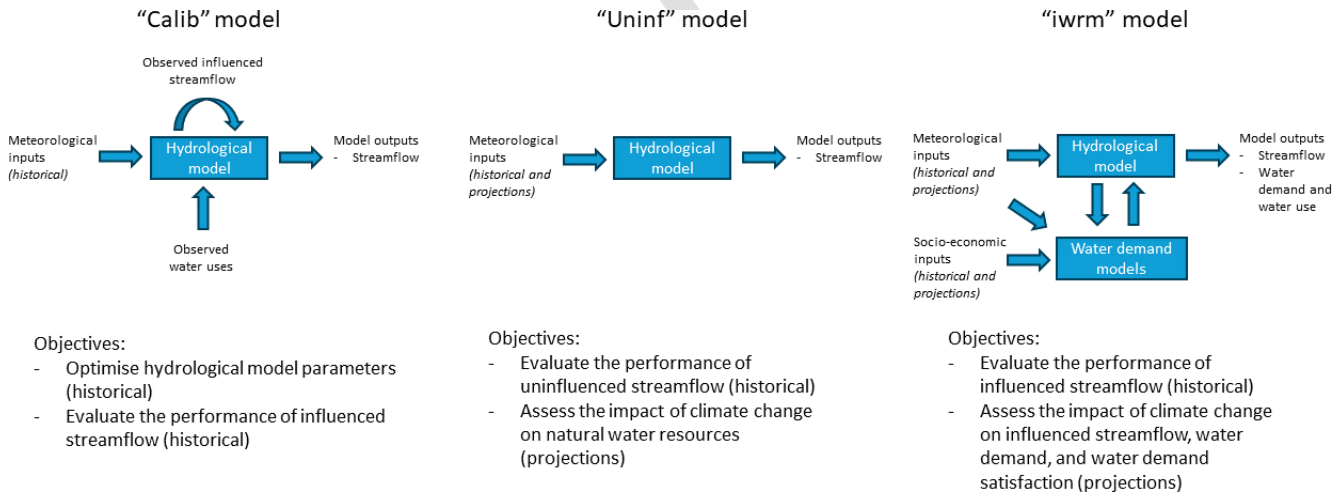 “Calib” model
Observed influenced
streamflow
Meteorological
inputs
(historical)
Hydrological
model
Model outputs
- Streamflow
Observed
water uses
Objectives:
- Optimise hydrological model parameters
(historical)
- Evaluate the performance of influenced
streamflow (historical)
“Uninf” model
Meteorological
inputs
(historical and
projections)
Hydrological
model
Model outputs
- Streamflow
Objectives:
- Evaluate the performance of
uninfluenced streamflow (historical)
- Assess the impact of climate change
on natural water resources
(projections)
“iwrm” model
Meteorological
inputs
(historical and
projections)
Hydrological
model
Model outputs
- Streamflow
- Water
demand and
water use
Socio-economic
inputs
(historical and
projections)
Water demand
models
Objectives:
- Evaluate the performance of
influenced streamflow (historical)
- Assess the impact of climate change
on influenced streamflow, water
demand, and water demand
satisfaction (projections)